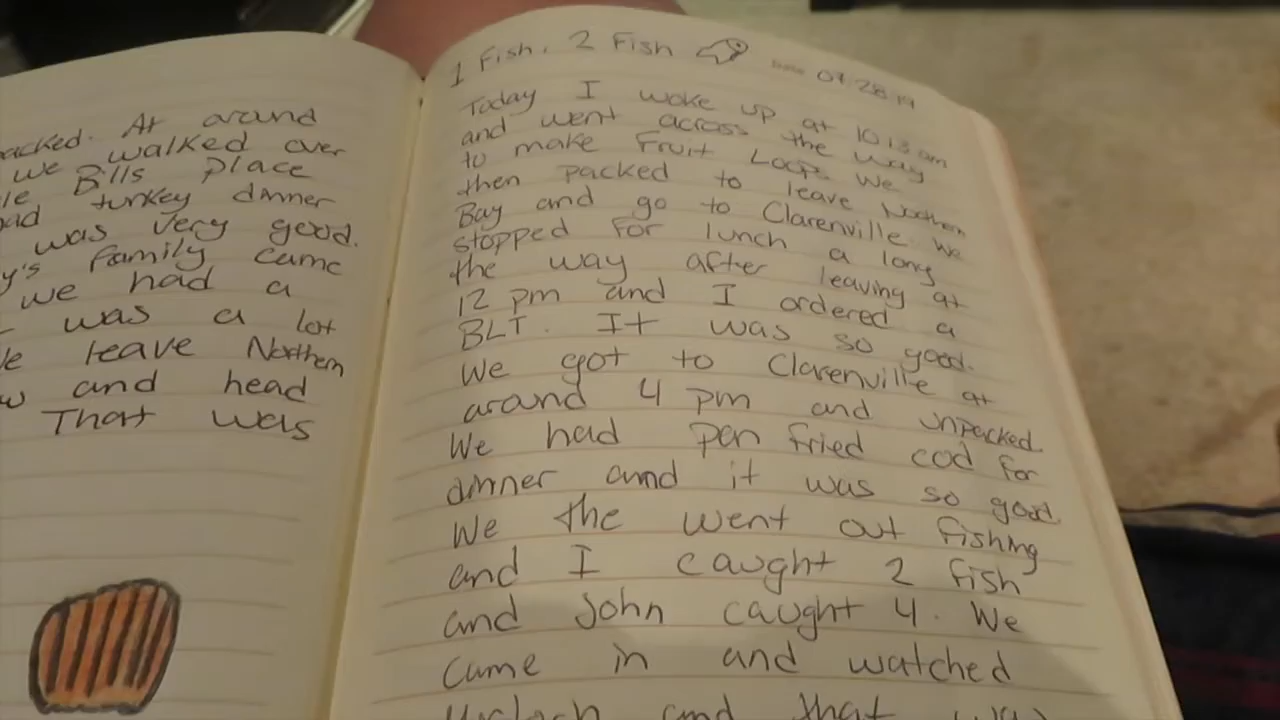 At around
we walked over
Bills place
turkey dinner
was very good.
Family came
we had a
was a lot
leave Northern
and head
That was
1 Fish, 2 Fish
Today I woke up at 10:13 am
and went across the way
to make Fruit Loops. We
then packed to leave Northern
Bay and go to Clarenville. We
stopped for lunch a long
the way after leaving at
12 pm and I ordered a
BLT. It was so good.
We got to Clarenville at
around 4 pm and unpacked.
We had pan fried cod for
dinner and it was so good.
We the went out fishing
and I caught 2 fish
and John caught 4. We
came in and watched
and that was